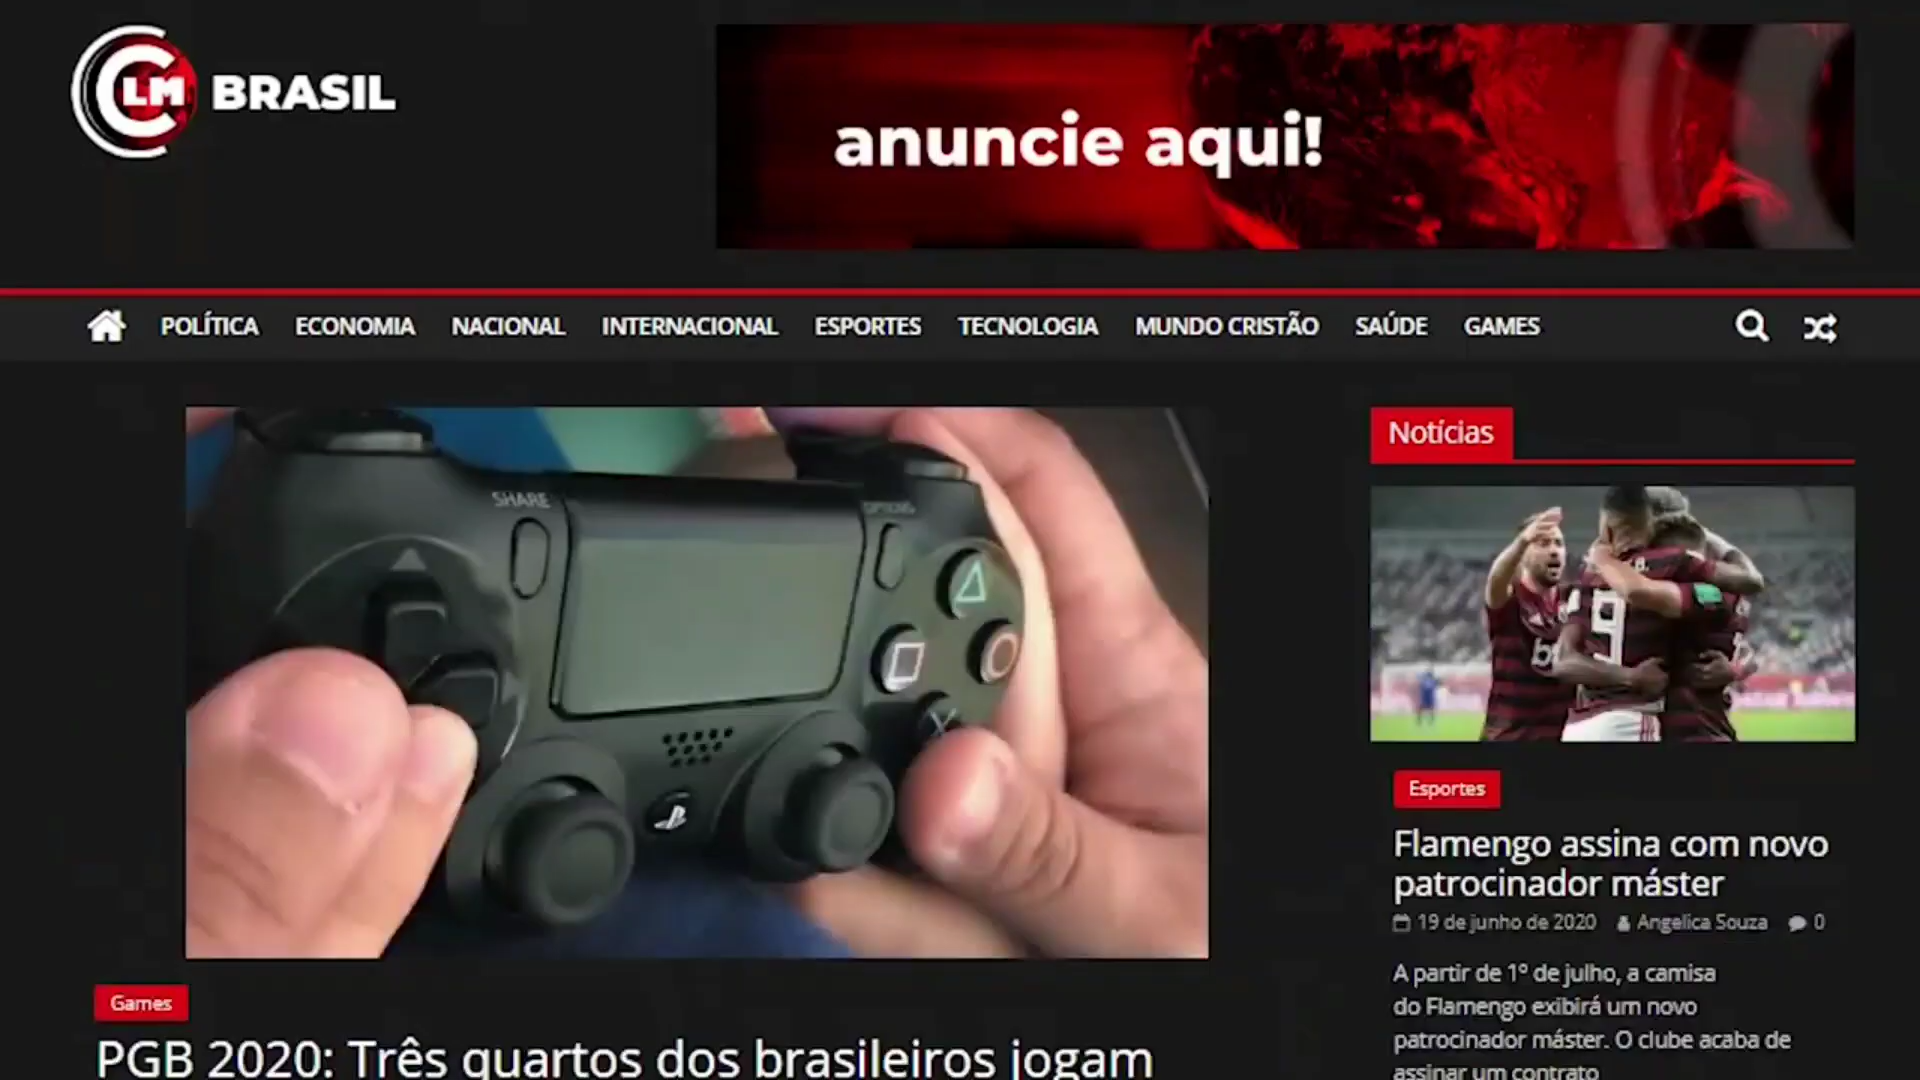 CLM BRASIL
anuncie aqui!
POLÍTICA ECONOMIA NACIONAL INTERNACIONAL ESPORTES TECNOLOGIA MUNDO CRISTÃO SAÚDE GAMES
SHARE
OPTIONS
Games
PGB 2020: Três quartos dos brasileiros jogam
Notícias
9
Esportes
Flamengo assina com novo
patrocinador máster
19 de junho de 2020 Angelica Souza 0
A partir de 1º de julho, a camisa
do Flamengo exibirá um novo
patrocinador máster. O clube acaba de
assinar um contrato